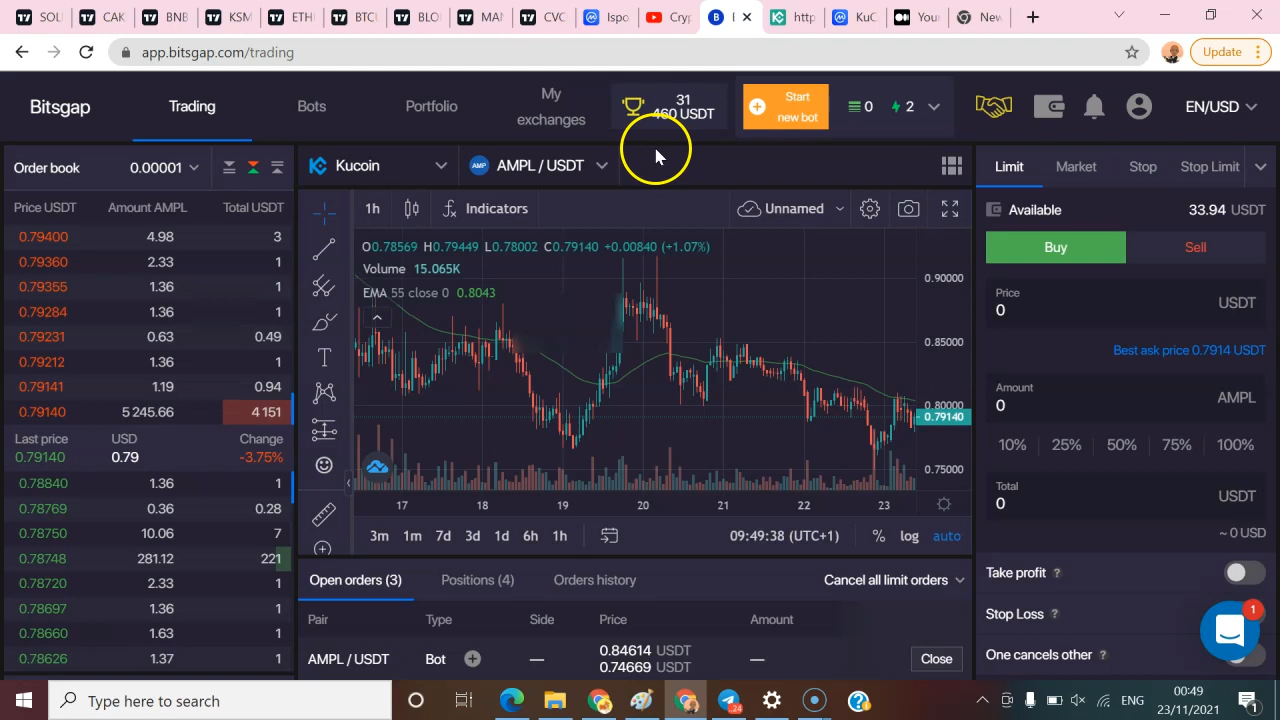 SOL CAK BNB KSM ETH BTC BLO MAN CVC Ispo Cryp http KuC You New
app.bitsgap.com/trading
Update
Bitsgap Trading Bots Portfolio My exchanges
31
460 USDT
Start new bot
0 2
EN/USD
Order book 0.00001
Price USDT Amount AMPL Total USDT
0.79400 4.98 3
0.79360 2.33 1
0.79355 1.36 1
0.79284 1.36 1
0.79231 0.63 0.49
0.79212 1.36 1
0.79141 1.19 0.94
0.79140 5 245.66 4 151
Last price USD Change
0.79140 0.79 -3.75%
0.78840 1.36 1
0.78769 0.36 0.28
0.78750 10.06 7
0.78748 281.12 221
0.78720 2.33 1
0.78697 1.36 1
0.78660 1.63 1
0.78626 1.37 1
Kucoin AMP AMPL / USDT
1h Indicators Unnamed
O0.78569 H0.79449 L0.78002 C0.79140 +0.00840 (+1.07%)
Volume 15.065K
EMA 55 close 0 0.8043
0.90000
0.85000
0.80000
0.79140
0.75000
17 18 19 20 21 22 23
3m 1m 7d 3d 1d 6h 1h 09:49:38 (UTC+1) % log auto
Open orders (3) Positions (4) Orders history Cancel all limit orders
Pair Type Side Price Amount
AMPL / USDT Bot — 0.84614 USDT — Close
0.74669 USDT
Limit Market Stop Stop Limit
Available 33.94 USDT
Buy Sell
Price
0 USDT
Best ask price 0.7914 USDT
Amount
0 AMPL
10% 25% 50% 75% 100%
Total
0 USDT
~ 0 USD
Take profit ?
Stop Loss ?
One cancels other ?
1
Type here to search
24
ENG
00:49
23/11/2021
1